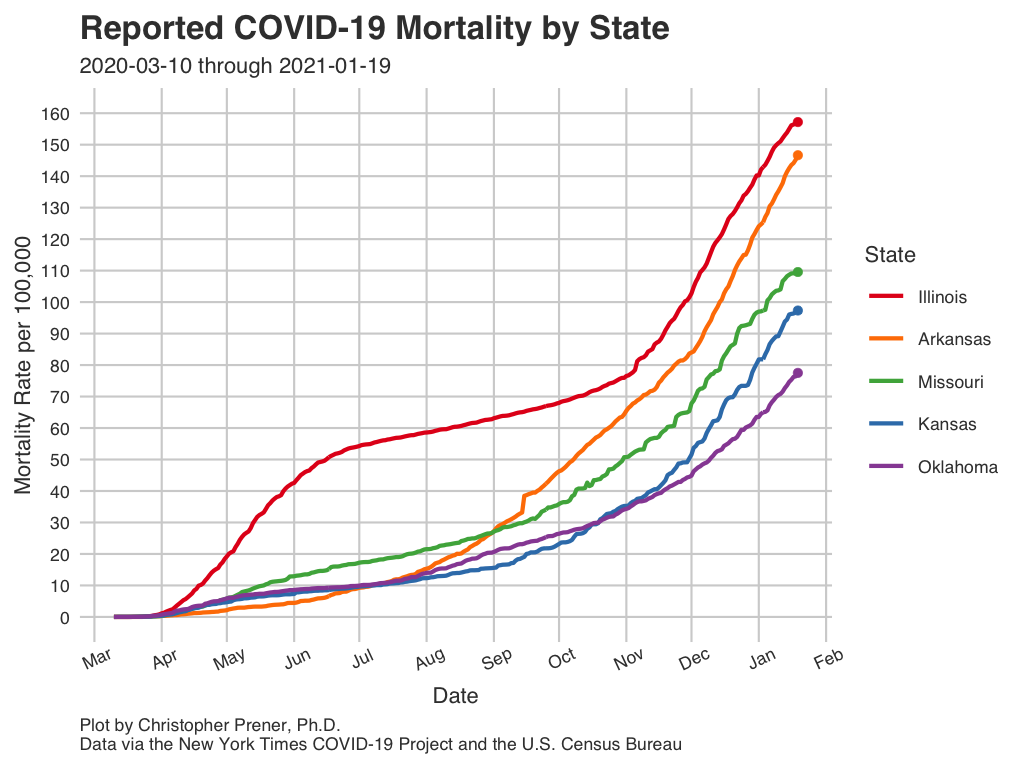 Reported COVID-19 Mortality by State
2020-03-10 through 2021-01-19
Mortality Rate per 100,000
160
150
140
130
120
110
100
90
80
70
60
50
40
30
20
10
0
Mar Apr May Jun Jul Aug Sep Oct Nov Dec Jan Feb
Date
State
Illinois
Arkansas
Missouri
Kansas
Oklahoma
Plot by Christopher Prener, Ph.D.
Data via the New York Times COVID-19 Project and the U.S. Census Bureau